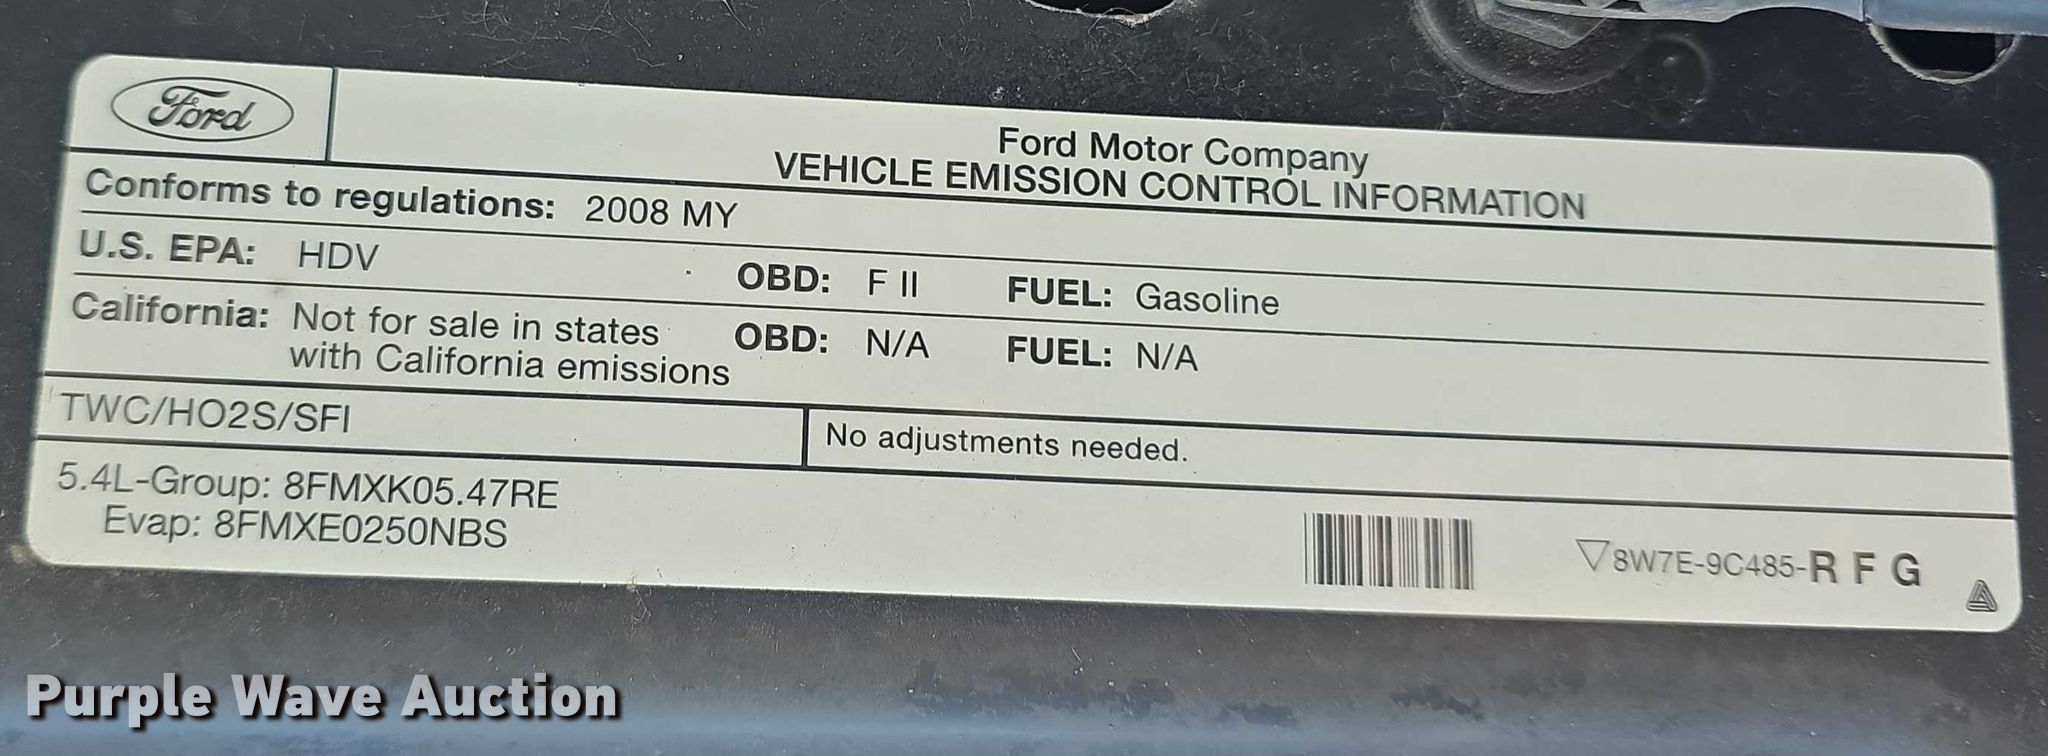 Ford
Ford Motor Company
VEHICLE EMISSION CONTROL INFORMATION
Conforms to regulations: 2008 MY
U.S. EPA: HDV OBD: F II FUEL: Gasoline
California: Not for sale in states OBD: N/A FUEL: N/A
with California emissions
TWC/HO2S/SFI No adjustments needed.
5.4L-Group: 8FMXK05.47RE
Evap: 8FMXE0250NBS
▽8W7E-9C485-R F G
Purple Wave Auction